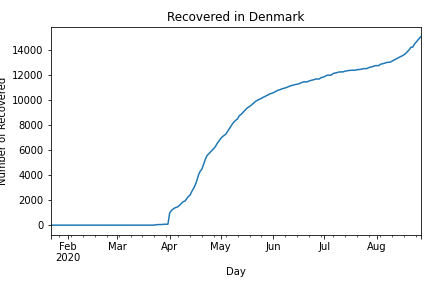 Recovered in Denmark
Number of Recovered
14000
12000
10000
8000
6000
4000
2000
0
Feb
2020
Mar
Apr
May
Jun
Jul
Aug
Day